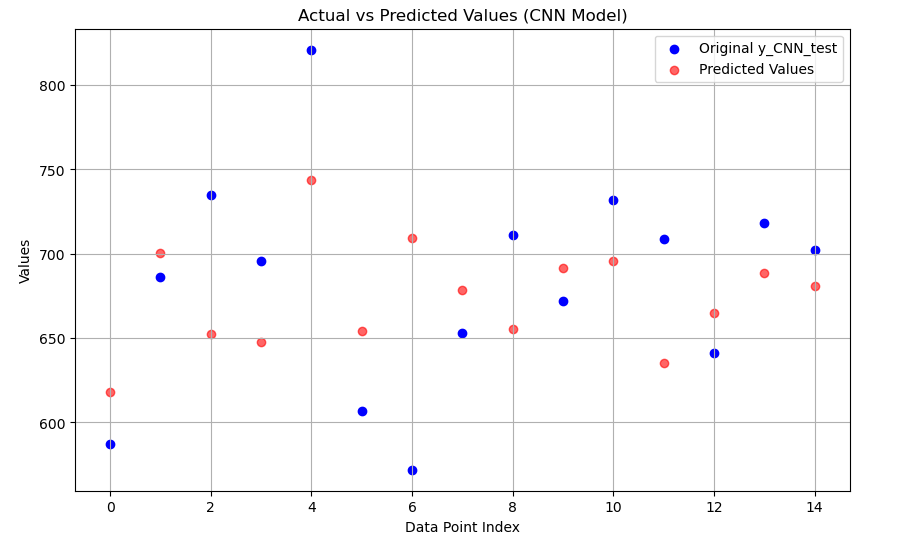 Actual vs Predicted Values (CNN Model)
Original y_CNN_test
Predicted Values
800
750
700
650
600
Values
0 2 4 6 8 10 12 14
Data Point Index